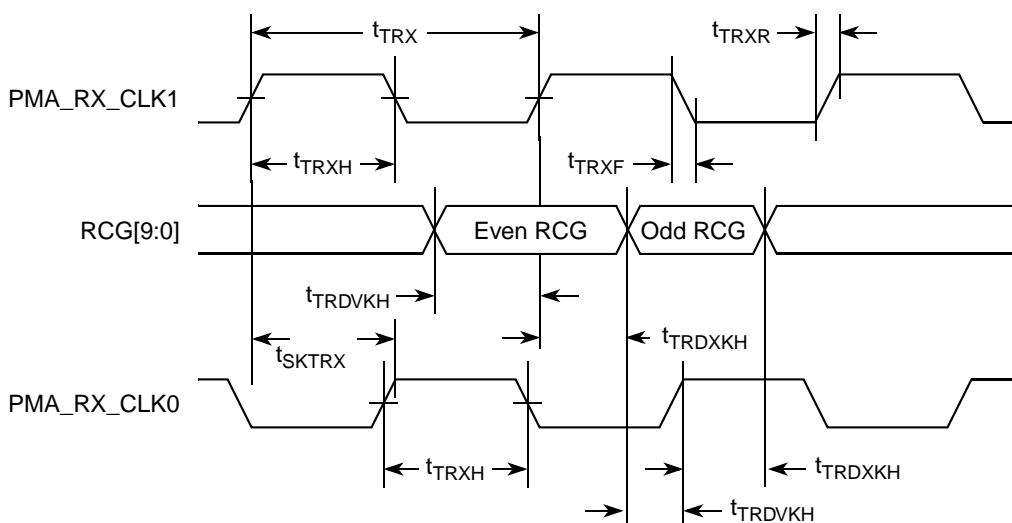 tTRX
tTRXR
PMA_RX_CLK1
tTRXH
tTRXF
RCG[9:0]
Even RCG
Odd RCG
tTRDVKH
tTRDXKH
tSKTRX
PMA_RX_CLK0
tTRXH
tTRDXKH
tTRDVKH